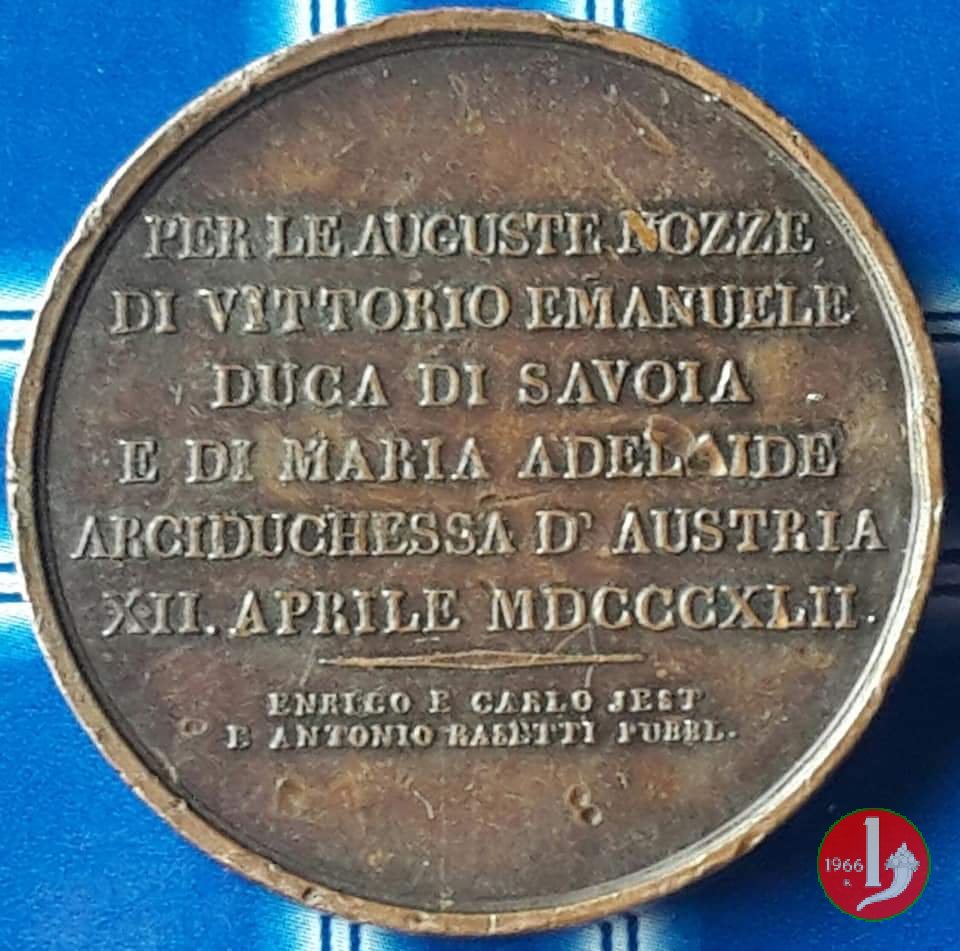 PER LE AUGUSTE NOZZE
DI VITTORIO EMANUELE
DUCA DI SAVOIA
E DI MARIA ADELAIDE
ARCIDUCHESSA D' AUSTRIA
XII. APRILE MDCCCXLII.
ENRICO E CARLO JEST
E ANTONIO RASETTI PUBBL.
1966
R.